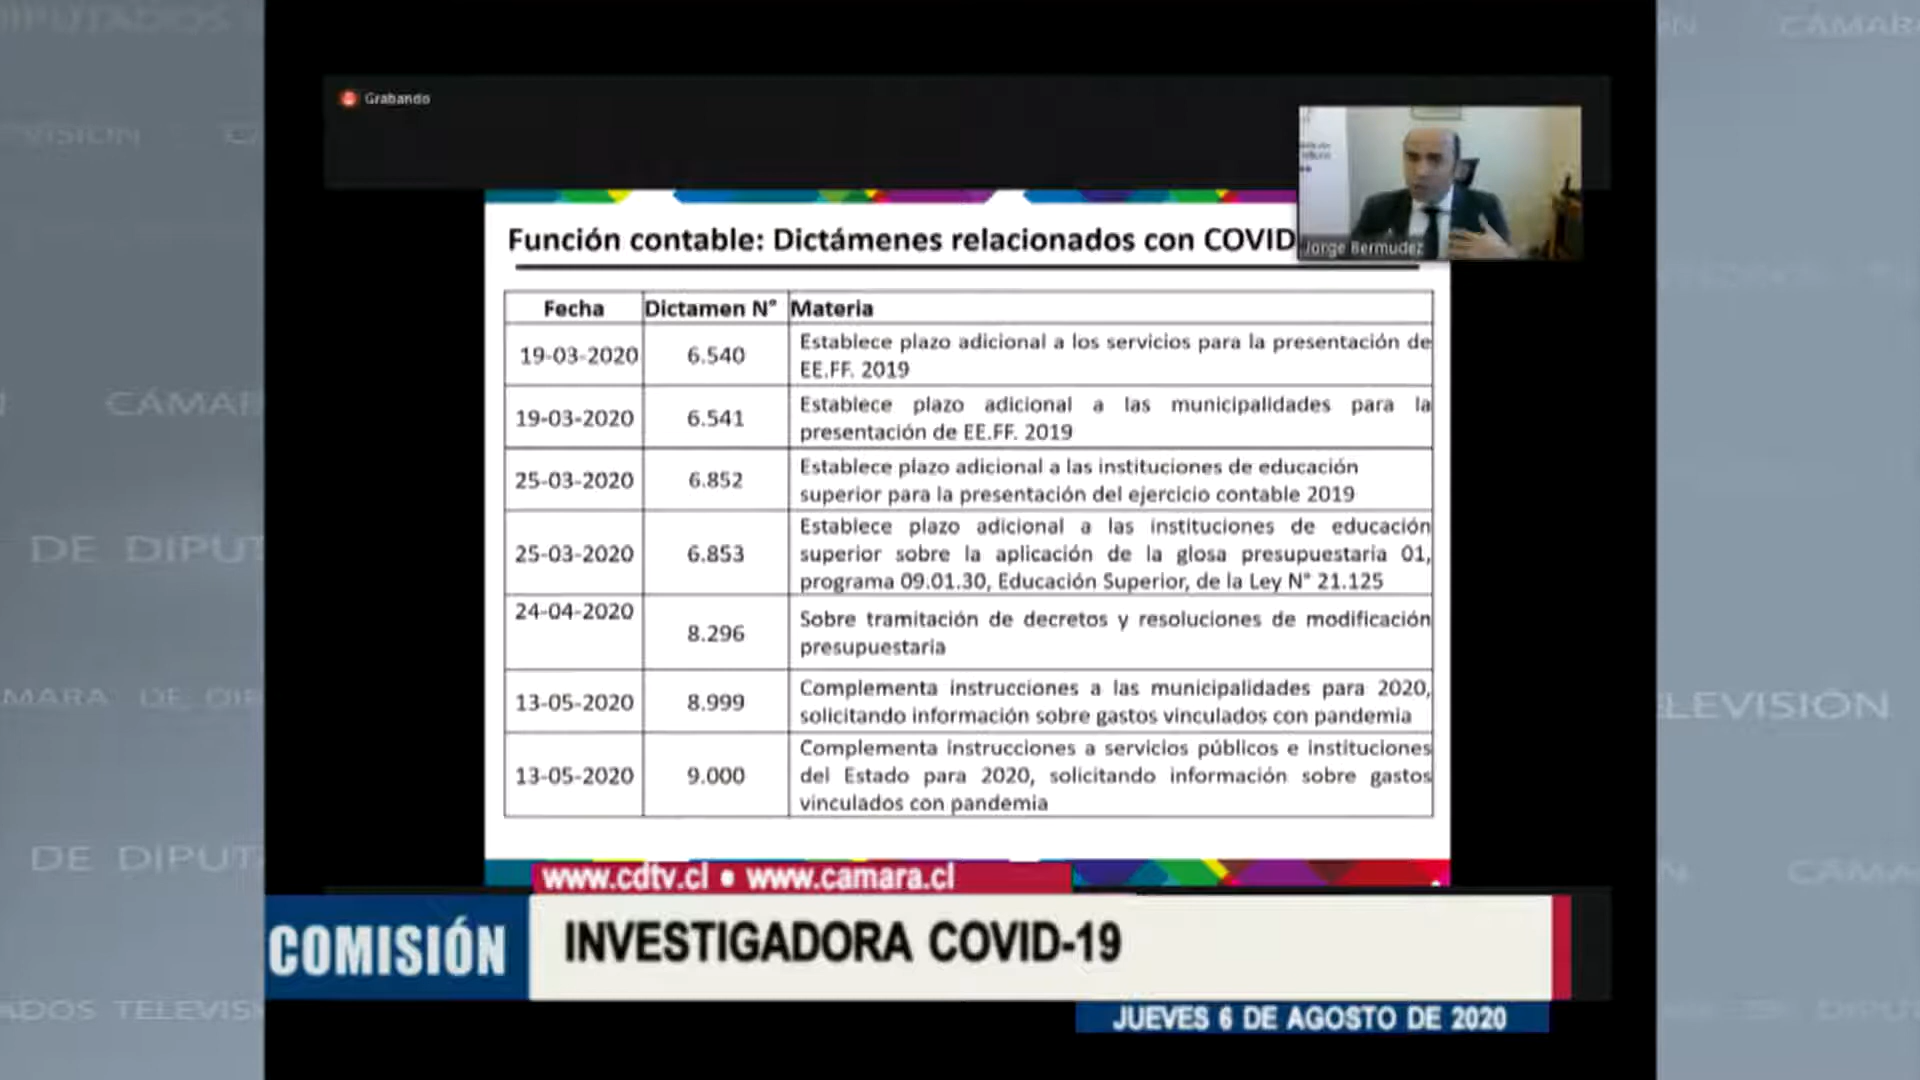 Grabando
Jorge Bermudez
Función contable: Dictámenes relacionados con COVID
Fecha Dictamen N° Materia
19-03-2020 6.540 Establece plazo adicional a los servicios para la presentación de
EE.FF. 2019
19-03-2020 6.541 Establece plazo adicional a las municipalidades para la
presentación de EE.FF. 2019
25-03-2020 6.852 Establece plazo adicional a las instituciones de educación
superior para la presentación del ejercicio contable 2019
25-03-2020 6.853 Establece plazo adicional a las instituciones de educación
superior sobre la aplicación de la glosa presupuestaria 01,
programa 09.01.30, Educación Superior, de la Ley N° 21.125
24-04-2020 8.296 Sobre tramitación de decretos y resoluciones de modificación
presupuestaria
13-05-2020 8.999 Complementa instrucciones a las municipalidades para 2020,
solicitando información sobre gastos vinculados con pandemia
13-05-2020 9.000 Complementa instrucciones a servicios públicos e instituciones
del Estado para 2020, solicitando información sobre gastos
vinculados con pandemia
www.cdtv.cl • www.camara.cl
COMISIÓN INVESTIGADORA COVID-19
JUEVES 6 DE AGOSTO DE 2020